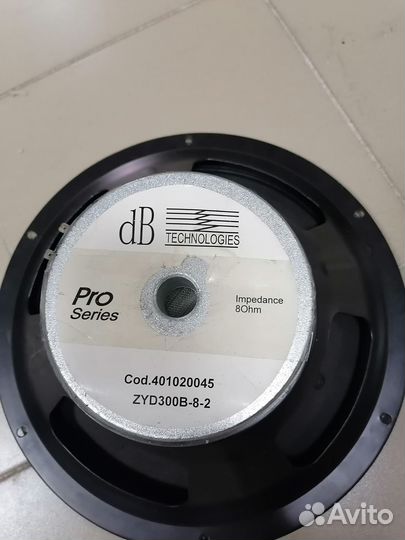 dB
TECHNOLOGIES
Pro
Series
Impedance
8Ohm
Cod.401020045
ZYD300B-8-2
Avito